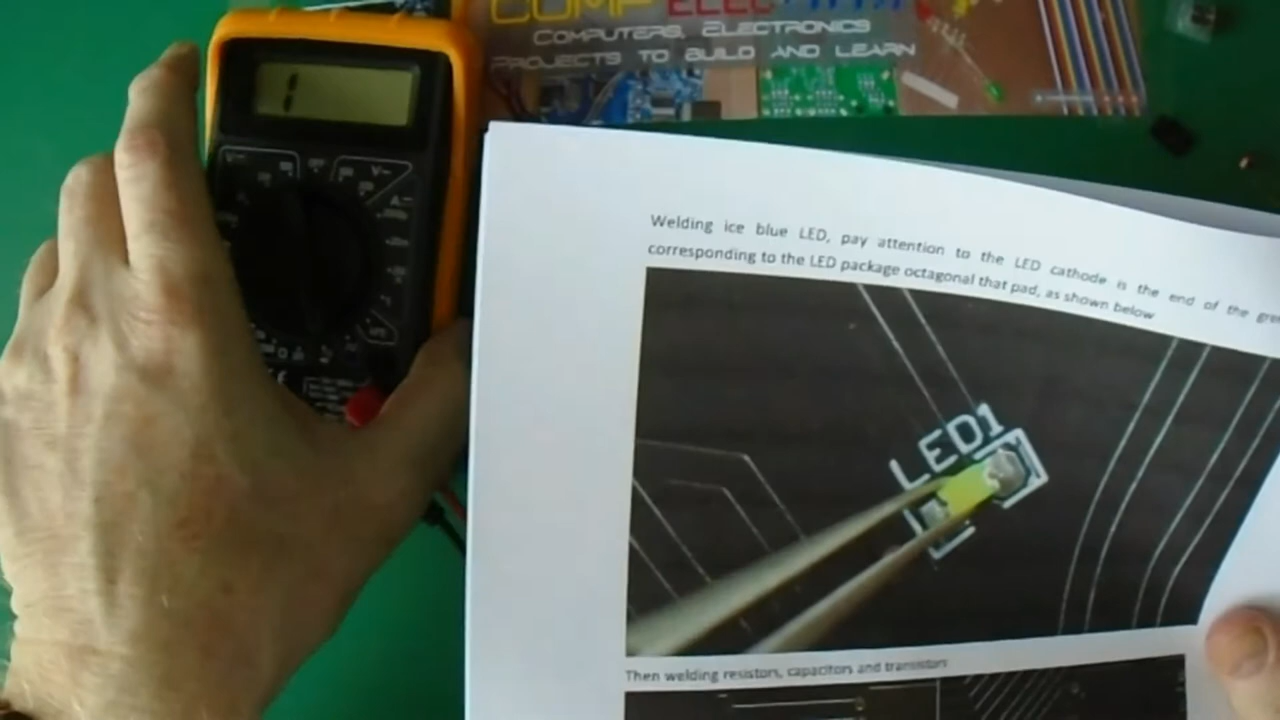 COMPUTERS, ELECTRONICS
PROJECTS TO BUILD AND LEARN
1
Welding ice blue LED, pay attention to the LED cathode is the end of the
corresponding to the LED package octagonal that pad, as shown below
LED1
Then welding resistors, capacitors and transistors